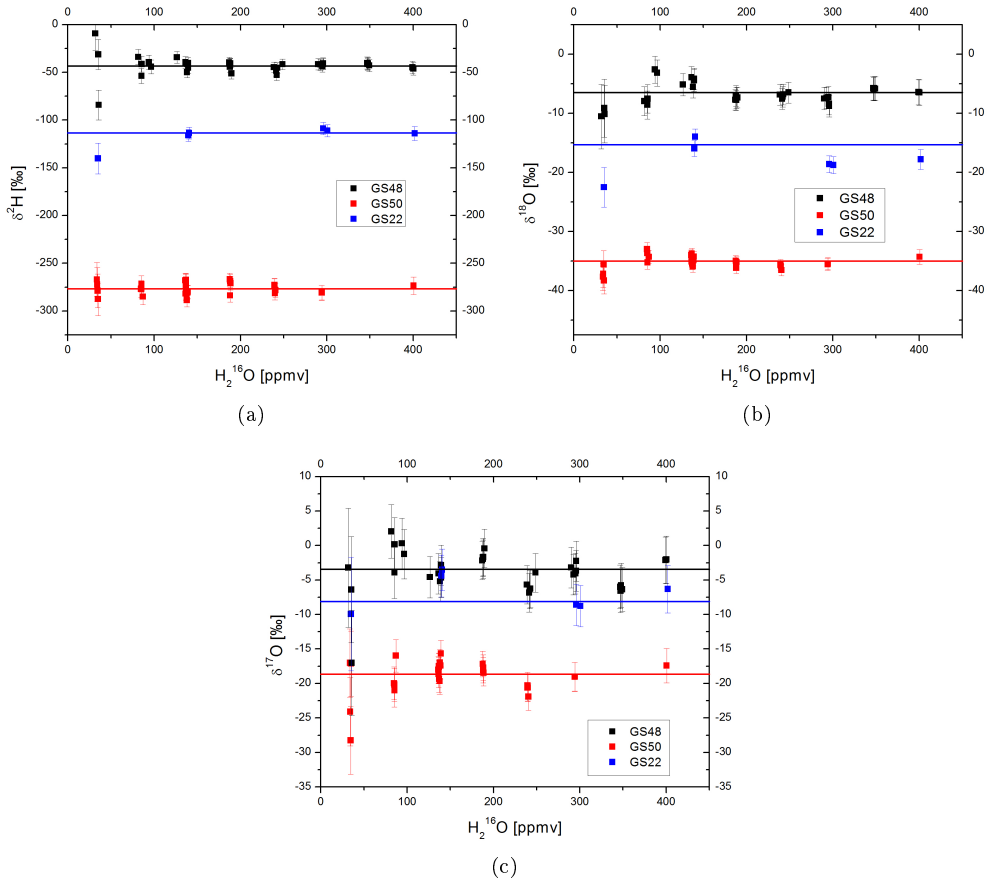 0 100 200 300 400
0 0
-50 -50
-100 -100
-150 -150
-200 -200
-250 -250
-300 -300
δ²H [‰]
GS48
GS50
GS22
0 100 200 300 400
H₂¹⁶O [ppmv]
(a)
0 100 200 300 400
0 0
-10 -10
-20 -20
-30 -30
-40 -40
δ¹⁸O [‰]
GS48
GS50
GS22
0 100 200 300 400
H₂¹⁶O [ppmv]
(b)
0 100 200 300 400
10 10
5 5
0 0
-5 -5
-10 -10
-15 -15
-20 -20
-25 -25
-30 -30
-35 -35
δ¹⁷O [‰]
GS48
GS50
GS22
0 100 200 300 400
H₂¹⁶O [ppmv]
(c)